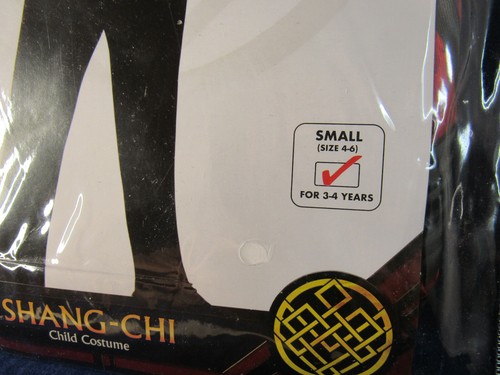 SMALL
(SIZE 4-6)
FOR 3-4 YEARS
SHANG-CHI
Child Costume